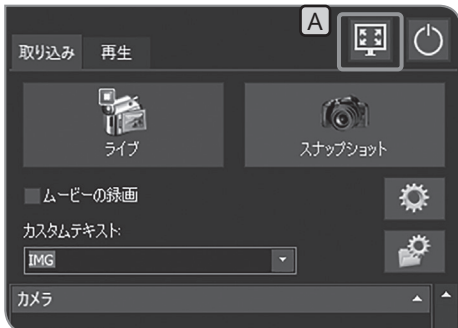 A
取り込み 再生
ライブ スナップショット
ムービーの録画
カスタムテキスト:
IMG
カメラ